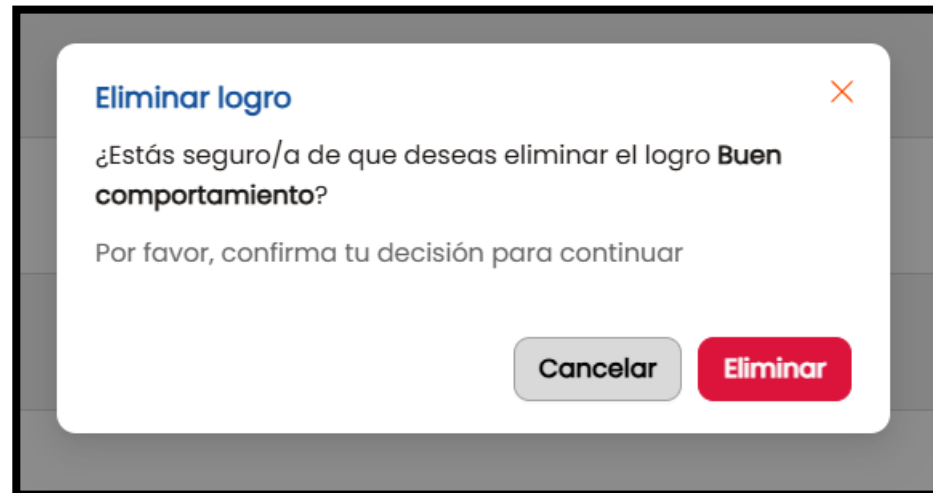 Eliminar logro
¿Estás seguro/a de que deseas eliminar el logro Buen
comportamiento?
Por favor, confirma tu decisión para continuar
Cancelar Eliminar